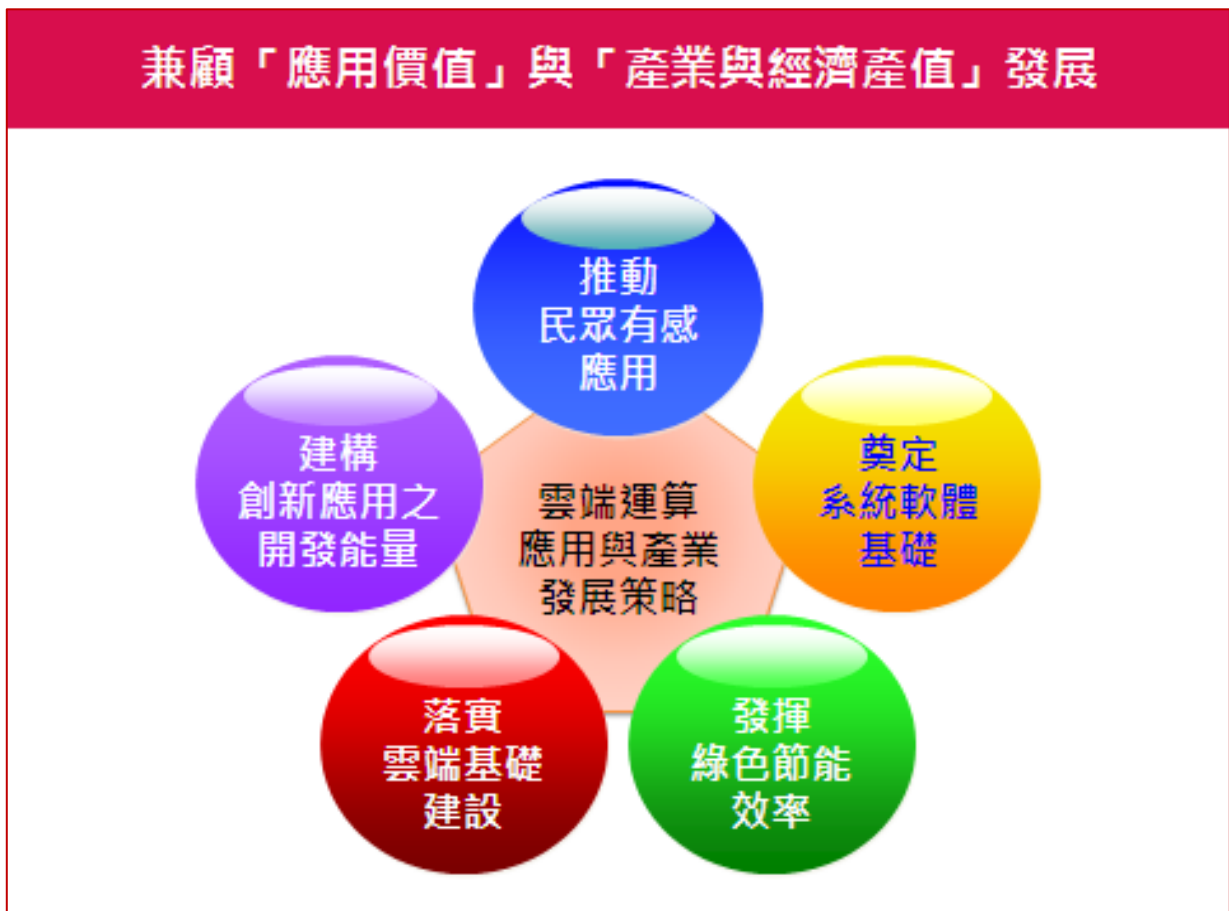 兼顧「應用價值」與「產業與經濟產值」發展
推動
民眾有感
應用
建構
創新應用之
開發能量
奠定
系統軟體
基礎
雲端運算
應用與產業
發展策略
落實
雲端基礎
建設
發揮
綠色節能
效率